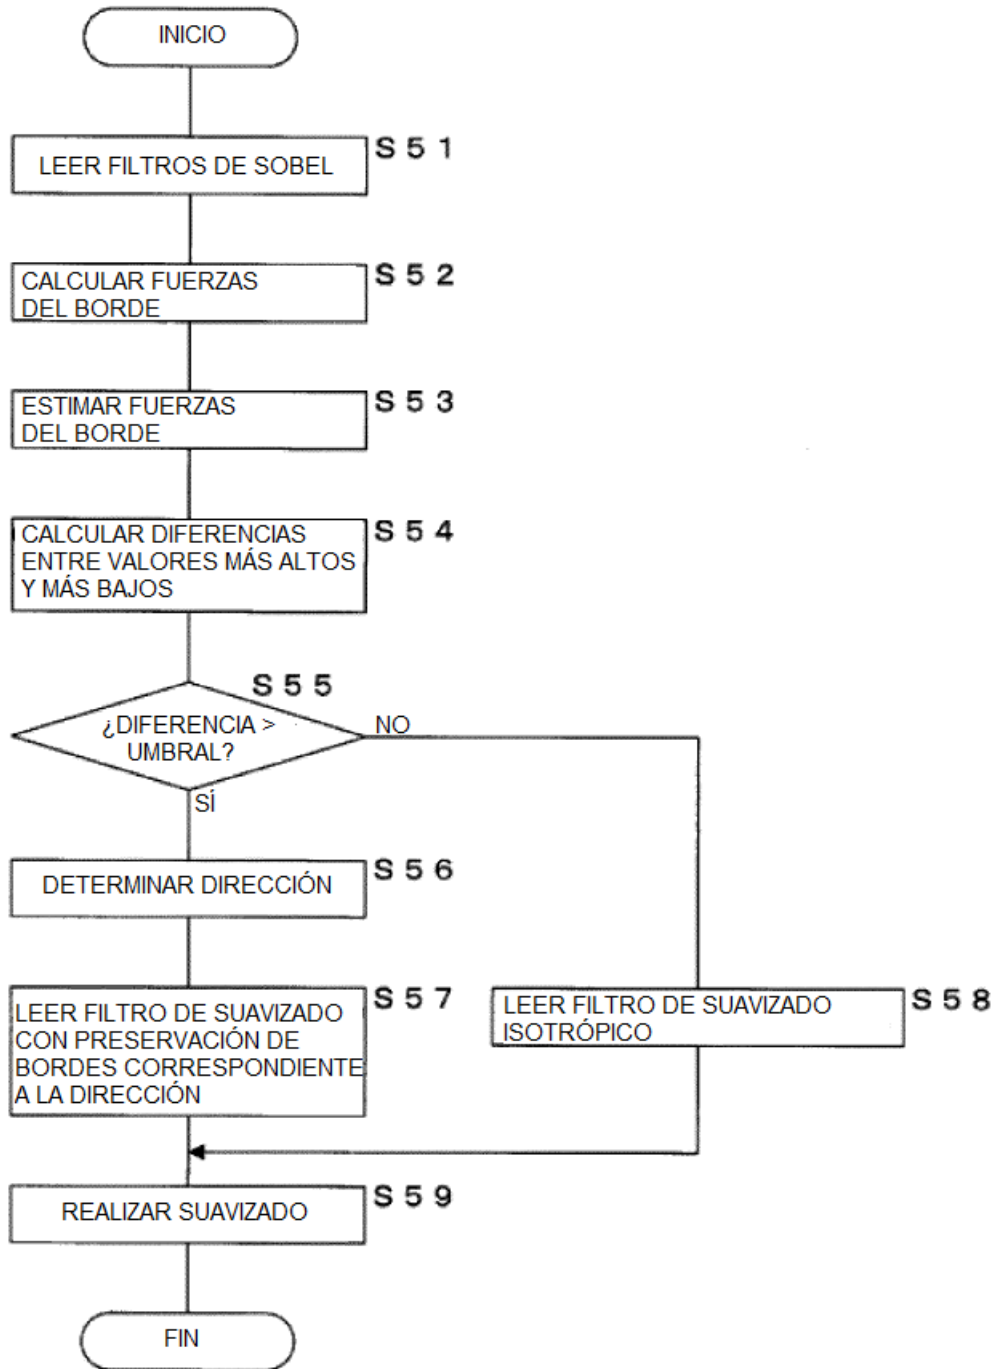 INICIO
S 5 1
LEER FILTROS DE SOBEL
S 5 2
CALCULAR FUERZAS
DEL BORDE
S 5 3
ESTIMAR FUERZAS
DEL BORDE
S 5 4
CALCULAR DIFERENCIAS
ENTRE VALORES MÁS ALTOS
Y MÁS BAJOS
S 5 5
¿DIFERENCIA >
UMBRAL?
NO
SÍ
S 5 6
DETERMINAR DIRECCIÓN
S 5 7
LEER FILTRO DE SUAVIZADO
CON PRESERVACIÓN DE
BORDES CORRESPONDIENTE
A LA DIRECCIÓN
S 5 8
LEER FILTRO DE SUAVIZADO
ISOTRÓPICO
S 5 9
REALIZAR SUAVIZADO
FIN